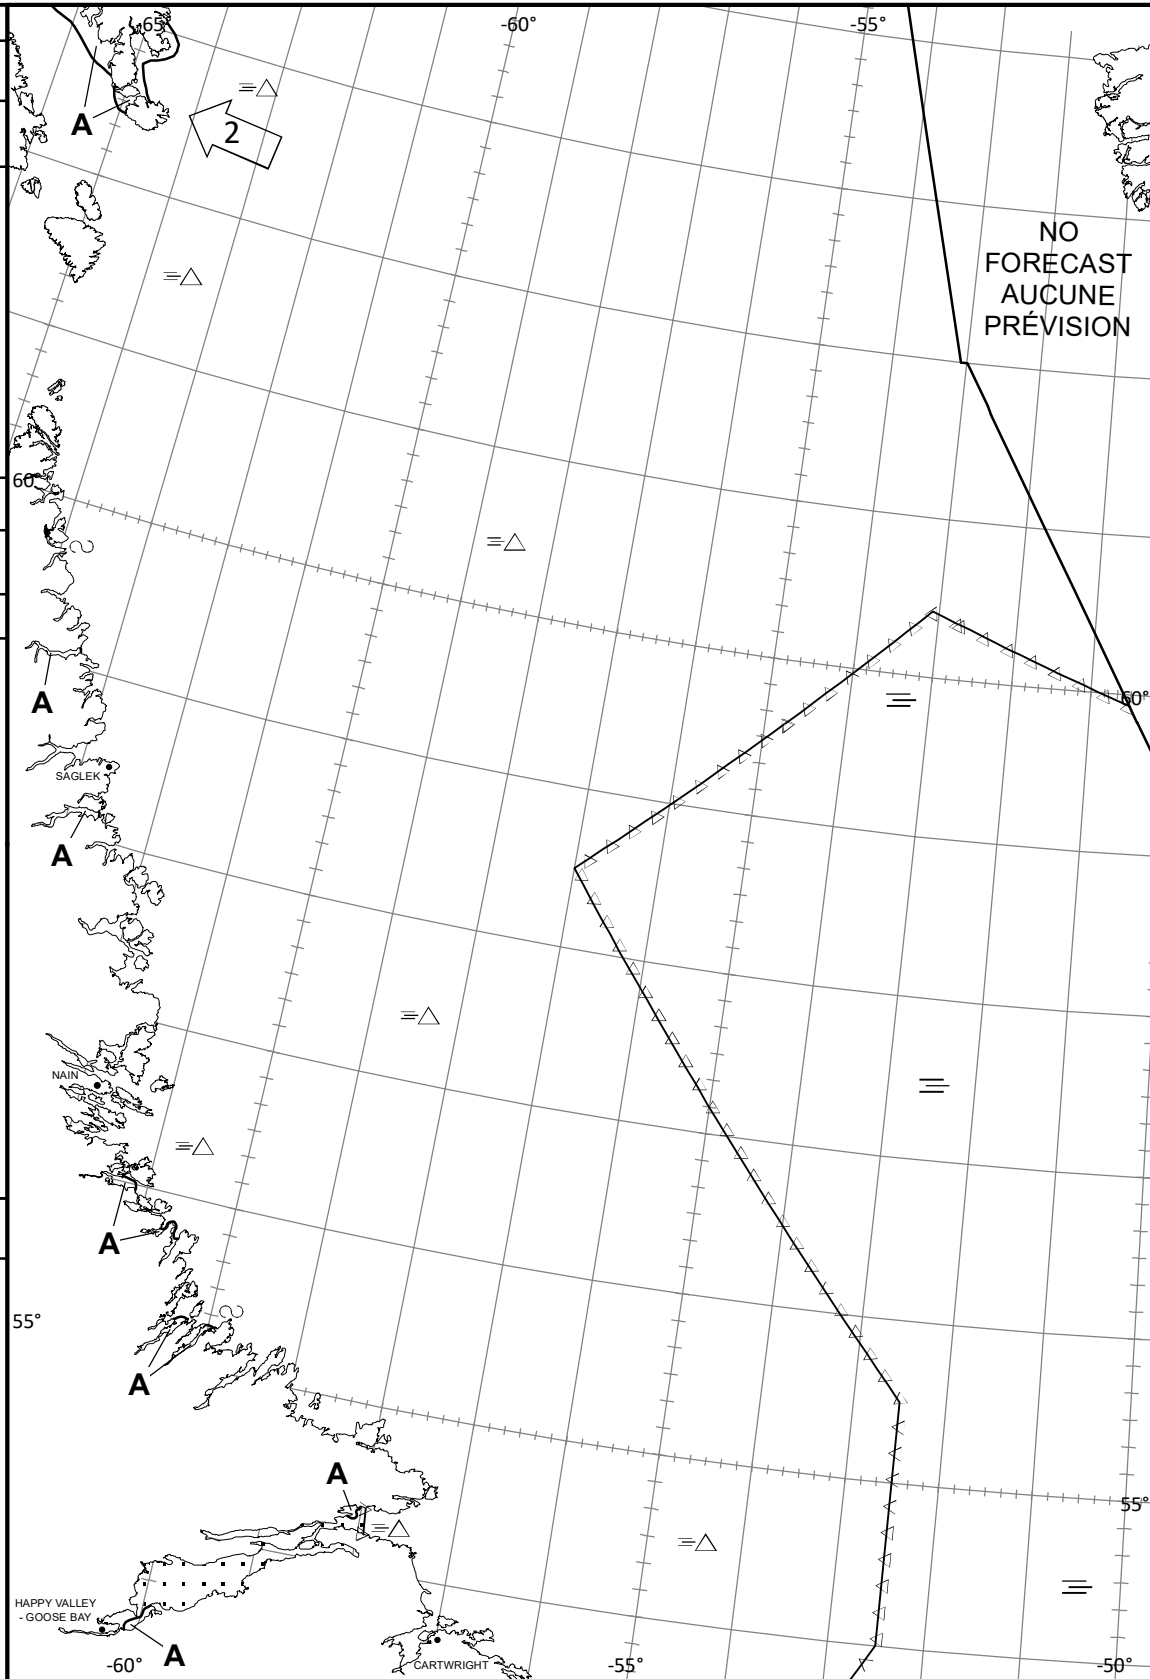 -65°
-60°
-55°
A
2
NO
FORECAST
AUCUNE
PRÉVISION
60°
60°
A
SAGLEK
A
NAIN
A
55°
A
A
55°
HAPPY VALLEY
- GOOSE BAY
A
CARTWRIGHT
-60°
-55°
-50°